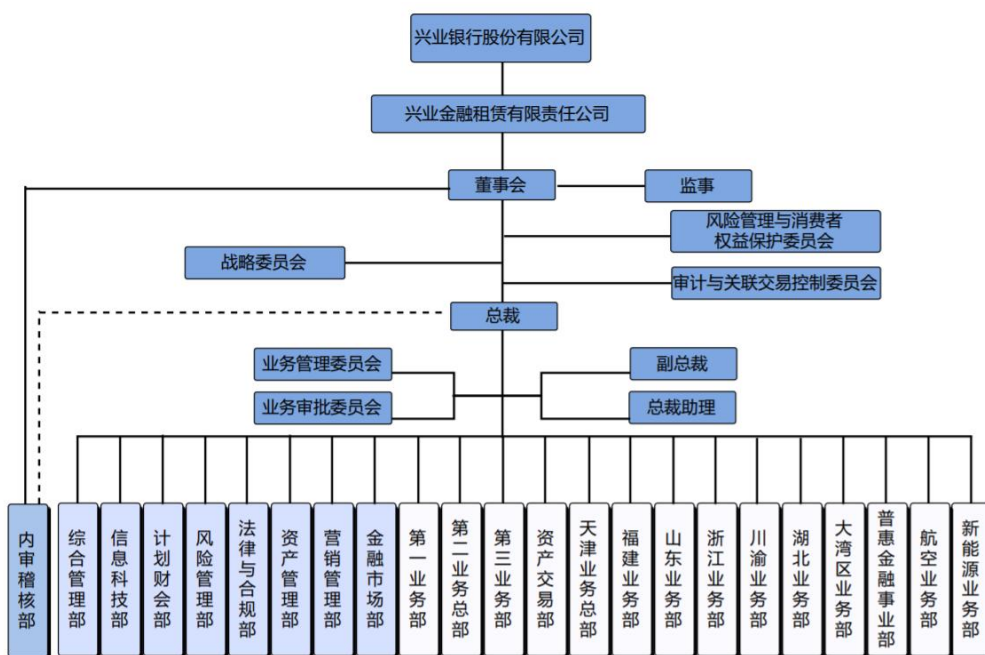 兴业银行股份有限公司
兴业金融租赁有限责任公司
董事会
监事
风险管理与消费者
权益保护委员会
战略委员会
审计与关联交易控制委员会
总裁
业务管理委员会
副总裁
业务审批委员会
总裁助理
内审稽核部
综合管理部
信息科技部
计划财会部
风险管理部
法律与合规部
资产管理部
营销管理部
金融市场部
第一业务部
第二业务总部
第三业务部
资产交易部
天津业务总部
福建业务部
山东业务部
浙江业务部
川渝业务部
湖北业务部
大湾区业务部
普惠金融事业部
航空业务部
新能源业务部